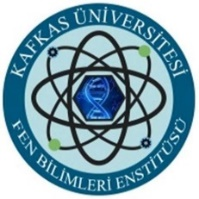 KAFKAS ÜNİVERSİTESİ
FEN BİLİMLERİ ENSTİTÜSÜ